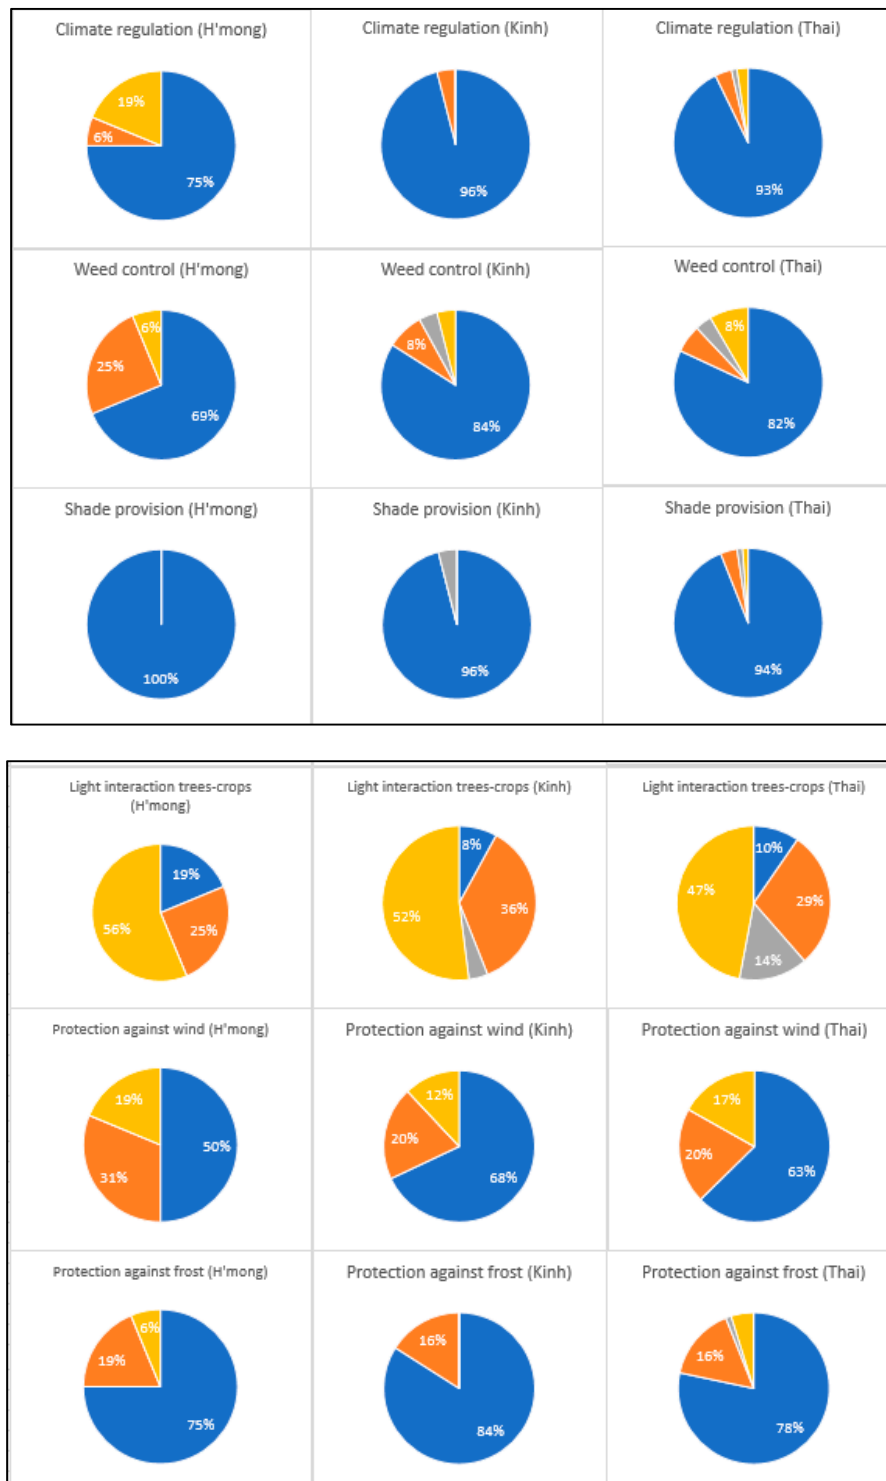 Climate regulation (H'mong)
19%
6%
75%
Climate regulation (Kinh)
96%
Climate regulation (Thai)
93%
Weed control (H'mong)
6%
25%
69%
Weed control (Kinh)
8%
84%
Weed control (Thai)
8%
82%
Shade provision (H'mong)
100%
Shade provision (Kinh)
96%
Shade provision (Thai)
94%
Light interaction trees-crops
(H'mong)
19%
56%
25%
Light interaction trees-crops (Kinh)
8%
52%
36%
Light interaction trees-crops (Thai)
10%
47%
29%
14%
Protection against wind (H'mong)
19%
50%
31%
Protection against wind (Kinh)
12%
20%
68%
Protection against wind (Thai)
17%
20%
63%
Protection against frost (H'mong)
6%
19%
75%
Protection against frost (Kinh)
16%
84%
Protection against frost (Thai)
16%
78%